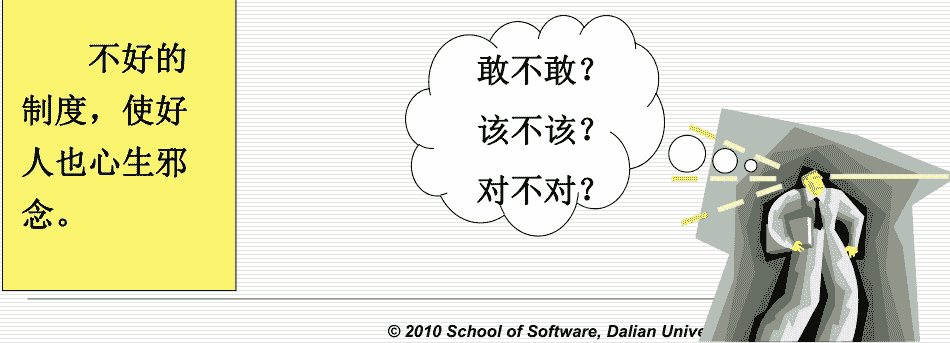 不好的
制度，使好
人也心生邪
念。
敢不敢？
该不该？
对不对？
© 2010 School of Software, Dalian